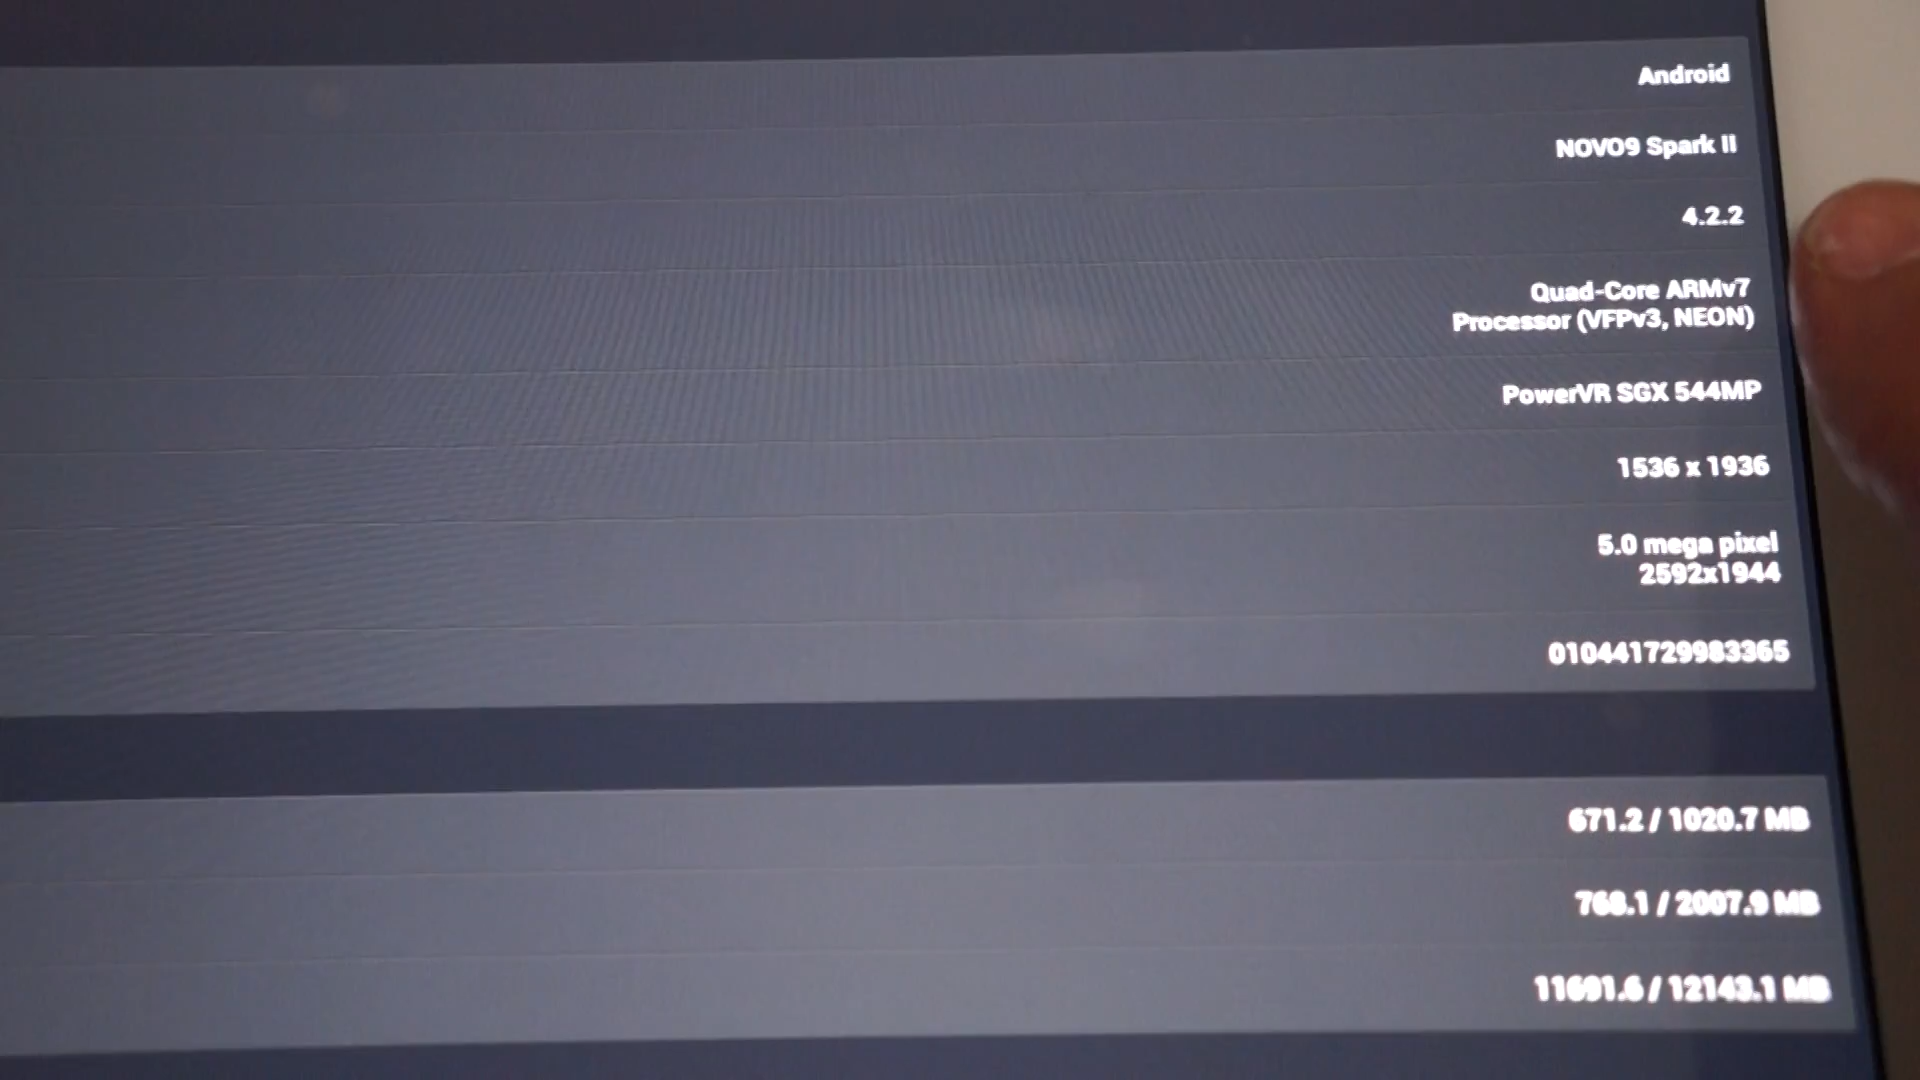 Android
NOVO9 Spark II
4.2.2
Quad-Core ARMv7
Processor (VFPv3, NEON)
PowerVR SGX 544MP
1536 x 1936
5.0 mega pixel
2592x1944
010441729983365
671.2 / 1020.7 MB
768.1 / 2007.9 MB
11691.6 / 12143.1 MB